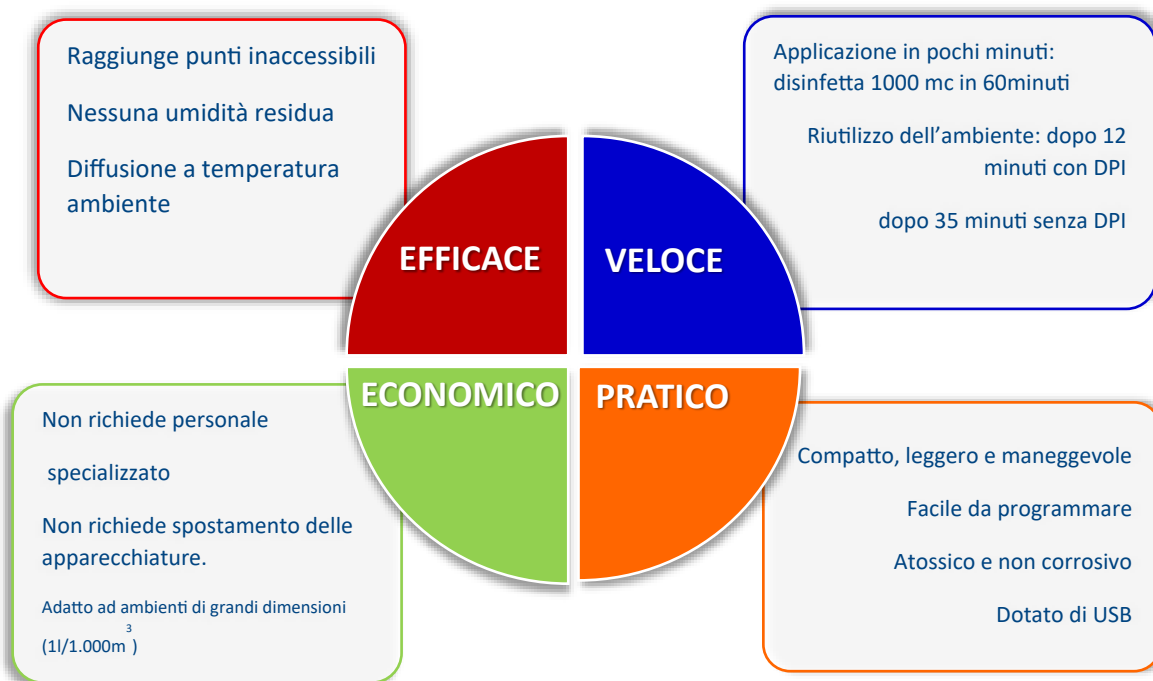 Raggiunge punti inaccessibili
Nessuna umidità residua
Diffusione a temperatura
ambiente
Applicazione in pochi minuti:
disinfetta 1000 mc in 60minuti
Riutilizzo dell’ambiente: dopo 12
minuti con DPI
dopo 35 minuti senza DPI
EFFICACE
VELOCE
ECONOMICO
PRATICO
Non richiede personale
specializzato
Non richiede spostamento delle
apparecchiature.
Adatto ad ambienti di grandi dimensioni
(1l/1.000m³)
Compatto, leggero e maneggevole
Facile da programmare
Atossico e non corrosivo
Dotato di USB